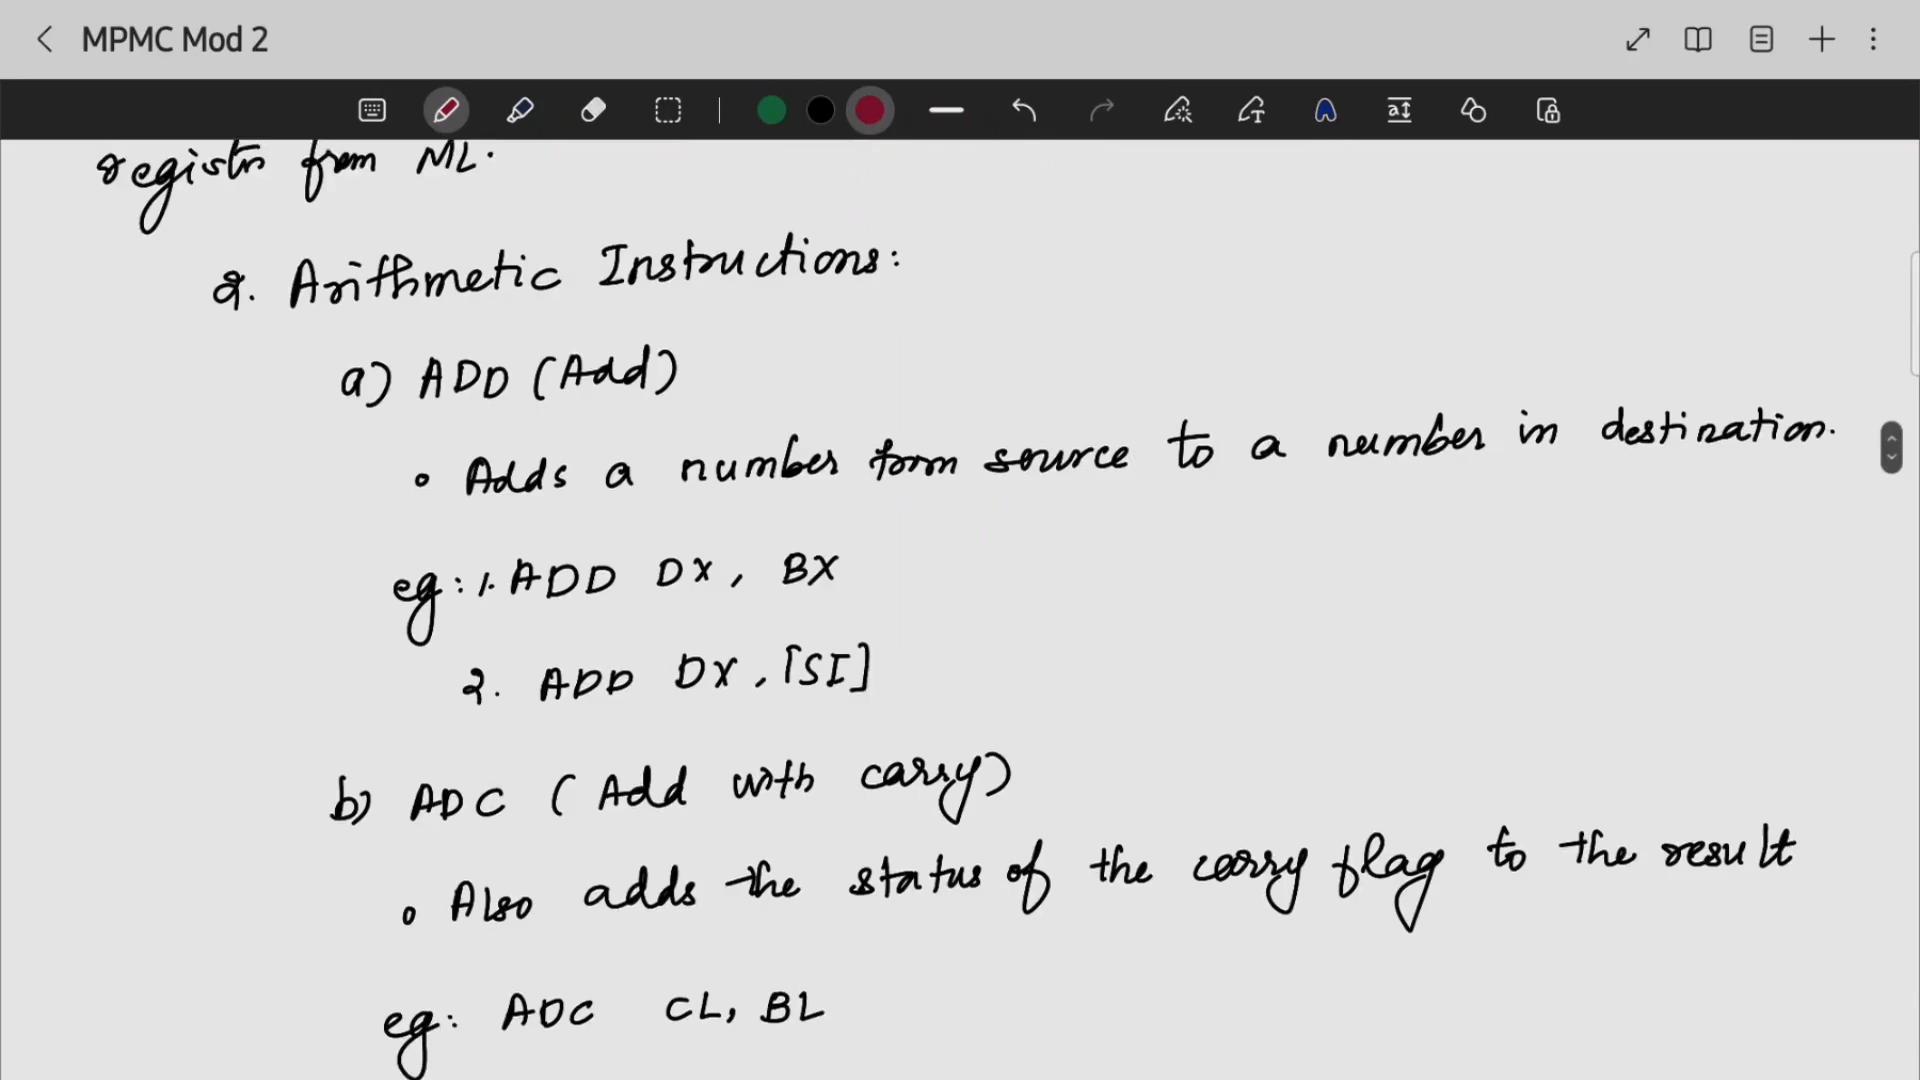 MPMC Mod 2
registr from ML.
2. Arithmetic Instructions:
a) ADD (Add)
• Adds a number form source to a number in destination.
eg: 1. ADD DX, BX
2. ADD DX, [SI]
b) ADC ( Add with carry)
• Also adds the status of the carry flag to the result
eg: ADC CL, BL